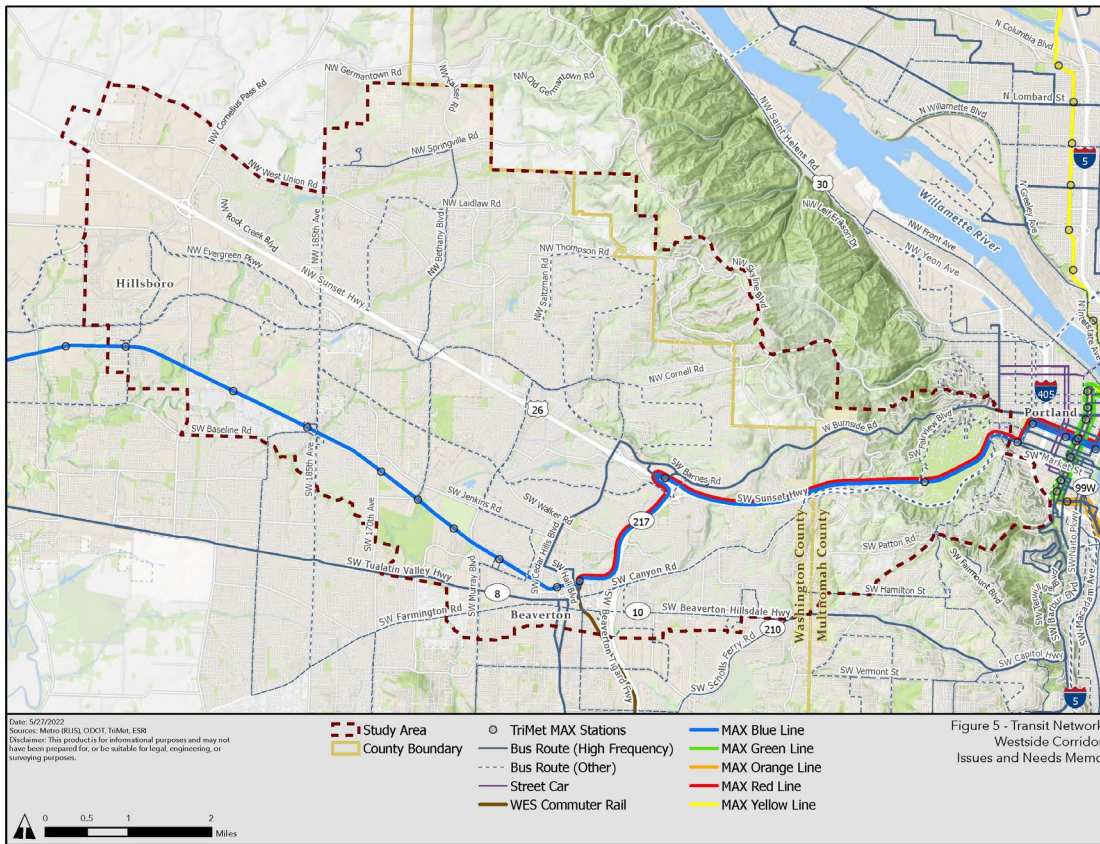 N Columbia Blvd
NW Germantown Rd
NW Kaiser Rd
NW Old Germantown Rd
NW Cornelius Pass Rd
N Lombard St
N Willamette Blvd
NW Springville Rd
NW Saint Helens Rd
5
NW West Union Rd
30
N Greeley Ave
Willamette River
NW Laidlaw Rd
NW Rock Creek Blvd
NW 185th Ave
NW Bethany Blvd
NW Leif Erikson Dr
NW Front Ave
NW Yeon Ave
NW Evergreen Pkwy
NW Thompson Rd
NW Skyline Blvd
Hillsboro
NW Sunset Hwy
NW Saltzman Rd
N Interstate Ave
NW Cornell Rd
405
26
Portland
W Burnside Rd
SW Fairview Blvd
SW Baseline Rd
SW Market St
SW 185th Ave
SW Barnes Rd
SW Sunset Hwy
99W
SW Jenkins Rd
SW Walker Rd
217
SW 170th Ave
SW Cedar Hills Blvd
Washington County
Multnomah County
SW Patton Rd
SW Naito Pkwy
SW Tualatin Valley Hwy
SW Murray Blvd
SW Hall Blvd
SW Canyon Rd
SW Fairmount Blvd
8
SW Hamilton St
SW Barbur Blvd
SW Macadam Ave
SW Farmington Rd
Beaverton
10
SW Beaverton-Hillsdale Hwy
210
SW Beaverton Tigard Fwy
SW Scholls Ferry Rd
SW Capitol Hwy
SW Vermont St
5
Date: 5/27/2022
Sources: Metro (RLIS), ODOT, TriMet, ESRI
Disclaimer: This product is for informational purposes and may not
have been prepared for, or be suitable for legal, engineering, or
surveying purposes.
0 0.5 1 2
Miles
Study Area
County Boundary
TriMet MAX Stations
Bus Route (High Frequency)
Bus Route (Other)
Street Car
WES Commuter Rail
MAX Blue Line
MAX Green Line
MAX Orange Line
MAX Red Line
MAX Yellow Line
Figure 5 - Transit Network
Westside Corridor
Issues and Needs Memo